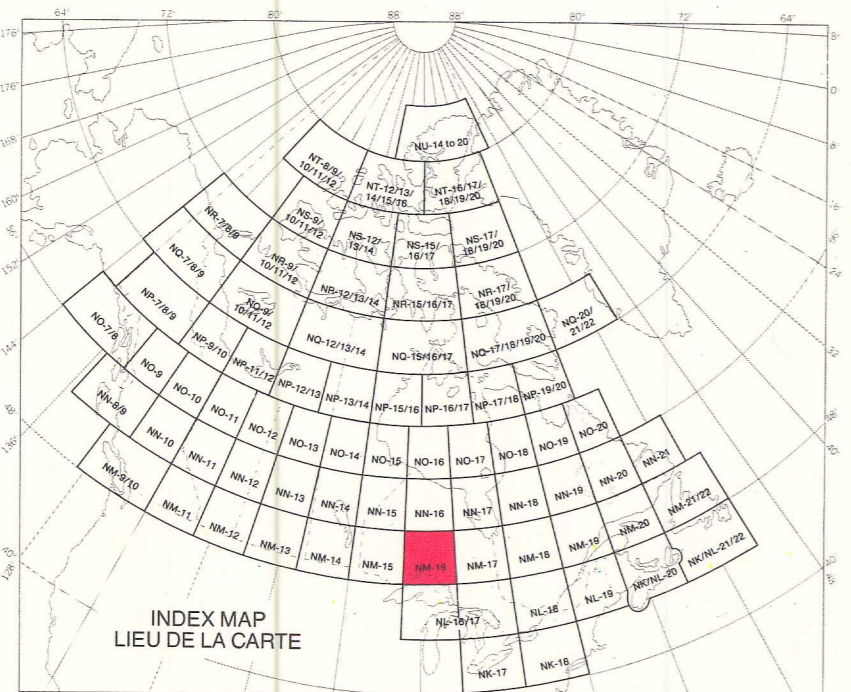 64°
72°
80°
88°
88°
80°
72°
64°
176°
176°
168°
160°
152°
144°
136°
128°
8°
0°
8°
16°
24
32
40°
48°
40°
48
NU-14 to 20
NT-8/9/
10/11/12
NT-12/13/
14/15/16
NT-16/17/
18/19/20
NS-9/
10/11/12
NS-12/
13/14
NS-15/
16/17
NS-17/
18/19/20
NR-7/8/9
NR-9/
10/11/12
NR-12/13/14
NR-15/16/17
NR-17/
18/19/20
NQ-7/8/9
NQ-9/
10/11/12
NQ-12/13/14
NQ-15/16/17
NQ-17/18/19/20
NQ-20/
21/22
NP-7/8/9
NP-9/10
NP-11/12
NP-12/13
NP-13/14
NP-15/16
NP-16/17
NP-17/18
NP-19/20
NO-7/8
NO-9
NO-10
NO-11
NO-12
NO-13
NO-14
NO-15
NO-16
NO-17
NO-18
NO-19
NO-20
NN-8/9
NN-10
NN-11
NN-12
NN-13
NN-14
NN-15
NN-16
NN-17
NN-18
NN-19
NN-20
NN-21
NM-9/10
NM-11
NM-12
NM-13
NM-14
NM-15
NM-16
NM-17
NM-18
NM-19
NM-20
NM-21/22
NL-16/17
NL-18
NL-19
NK/NL-20
NK/NL-21/22
NK-17
NK-18
INDEX MAP
LIEU DE LA CARTE